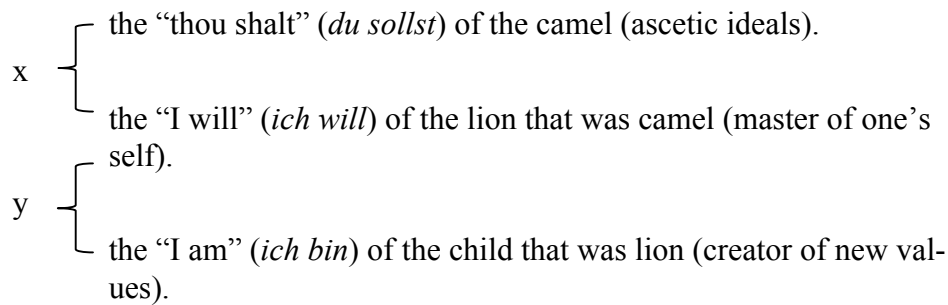 the “thou shalt” (du sollst) of the camel (ascetic ideals).
x
the “I will” (ich will) of the lion that was camel (master of one’s
self).
y
the “I am” (ich bin) of the child that was lion (creator of new val-
ues).